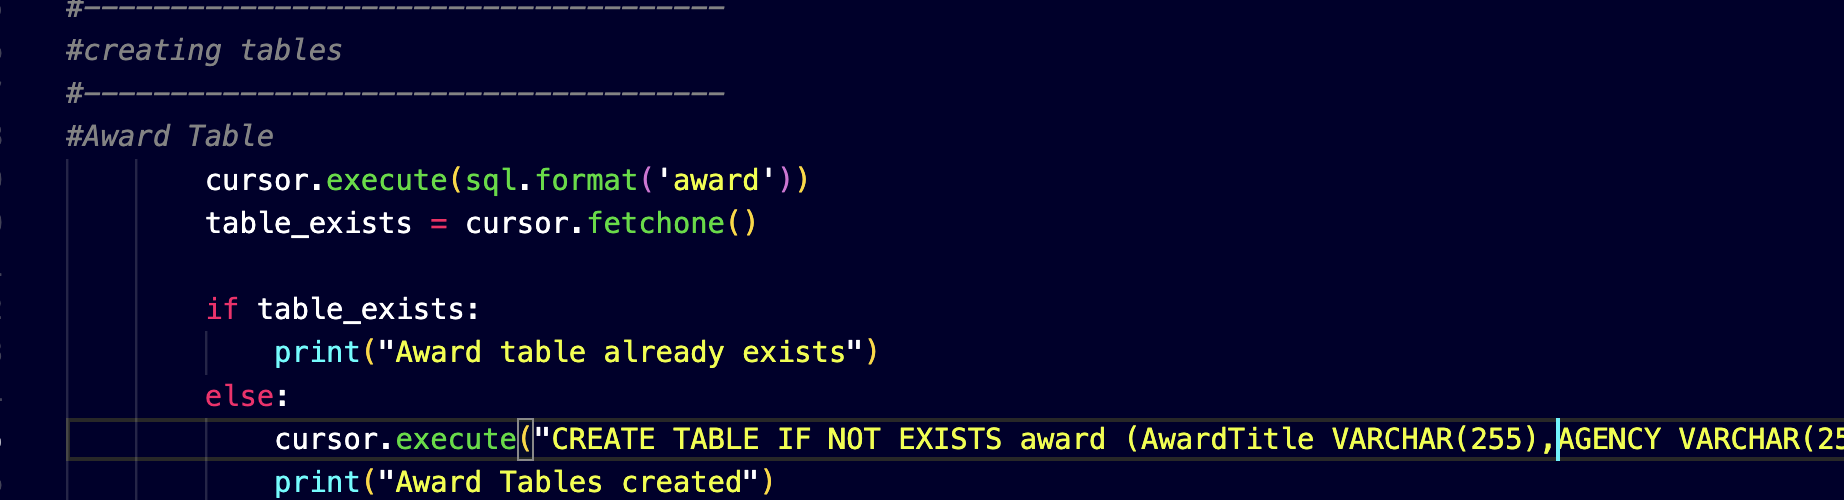 #-------------------------------------
#creating tables
#-------------------------------------
#Award Table
cursor.execute(sql.format('award'))
table_exists = cursor.fetchone()
if table_exists:
print("Award table already exists")
else:
cursor.execute("CREATE TABLE IF NOT EXISTS award (AwardTitle VARCHAR(255),AGENCY VARCHAR(25
print("Award Tables created")